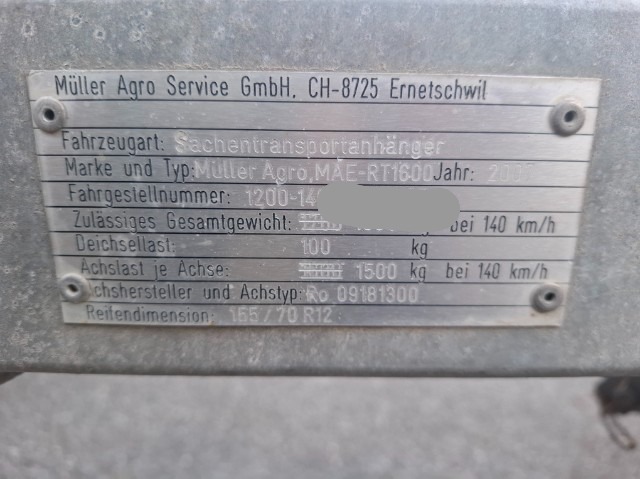 Müller Agro Service GmbH, CH-8725 Ernetschwil
Fahrzeugart: Sachentransportanhänger
Marke und Typ: Müller Agro, MAE-RT1600 Jahr:
Fahrgestellnummer: 1200-14
Zulässiges Gesamtgewicht: bei 140 km/h
Deichsellast: 100 kg
Achslast je Achse: 1500 kg bei 140 km/h
chshersteller und Achstyp: Ro 09181300
Reifendimension: 165/70 R12